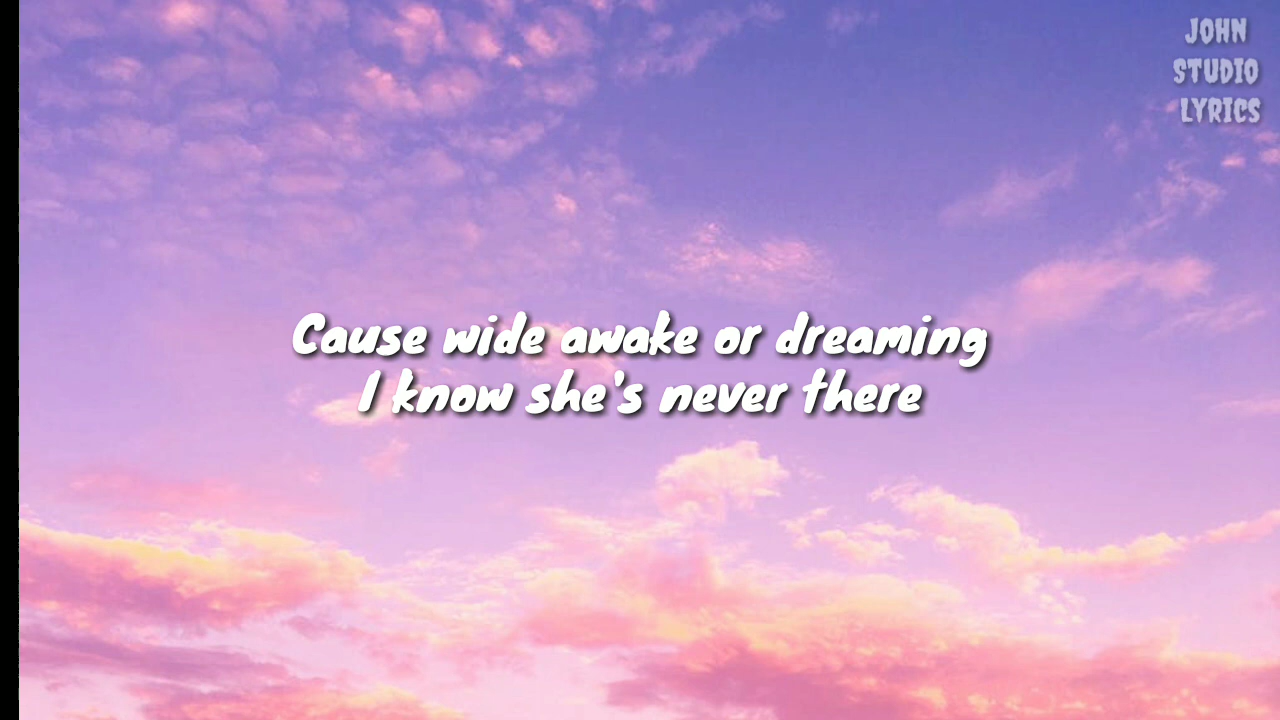 JOHN
STUDIO
LYRICS
Cause wide awake or dreaming
I know she's never there